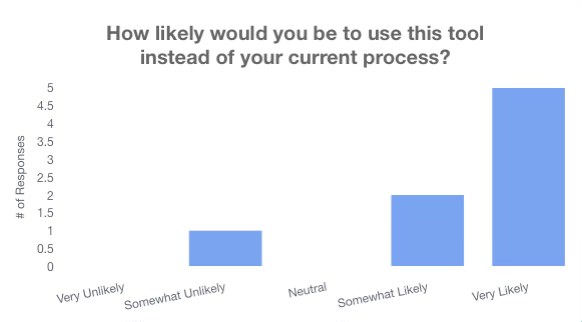 How likely would you be to use this tool
instead of your current process?
# of Responses
5
4.5
4
3.5
3
2.5
2
1.5
1
0.5
0
Very Unlikely
Somewhat Unlikely
Neutral
Somewhat Likely
Very Likely